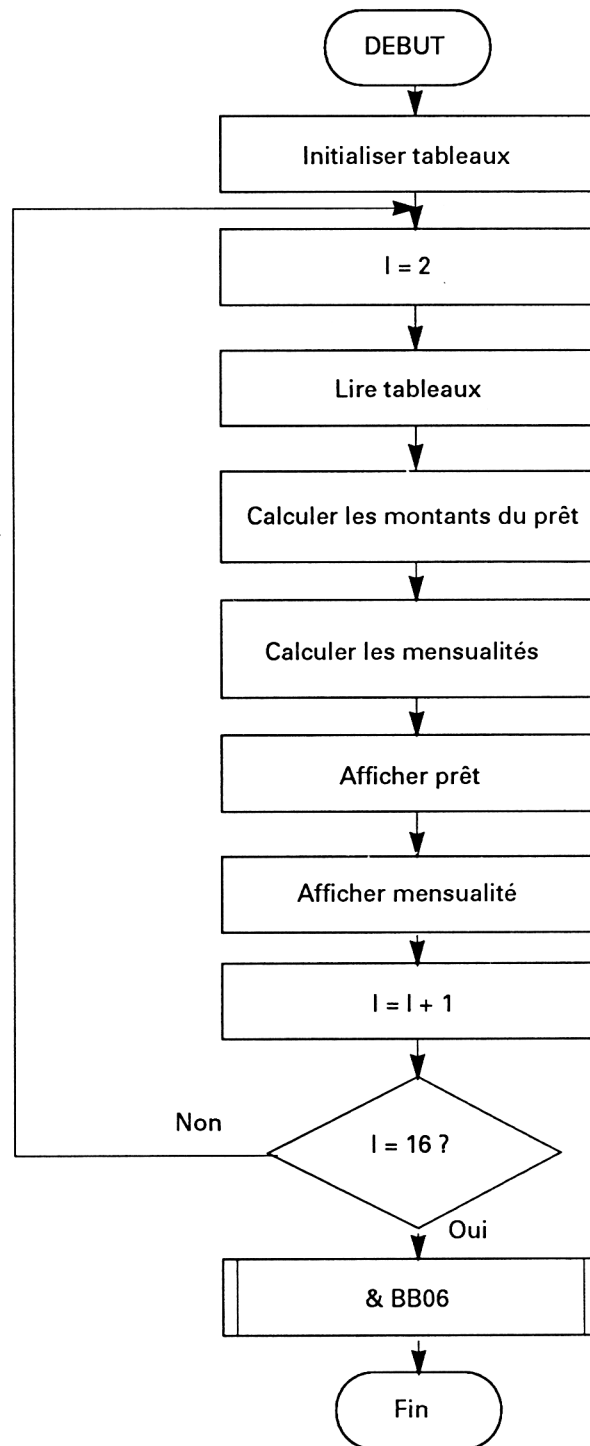 DEBUT
Initialiser tableaux
I = 2
Lire tableaux
Calculer les montants du prêt
Calculer les mensualités
Afficher prêt
Afficher mensualité
I = I + 1
Non
I = 16 ?
Oui
& BB06
Fin